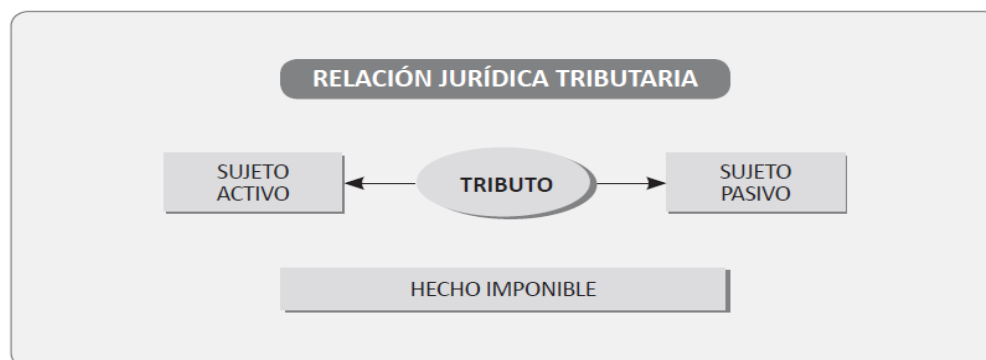 RELACIÓN JURÍDICA TRIBUTARIA
SUJETO
ACTIVO
TRIBUTO
SUJETO
PASIVO
HECHO IMPONIBLE